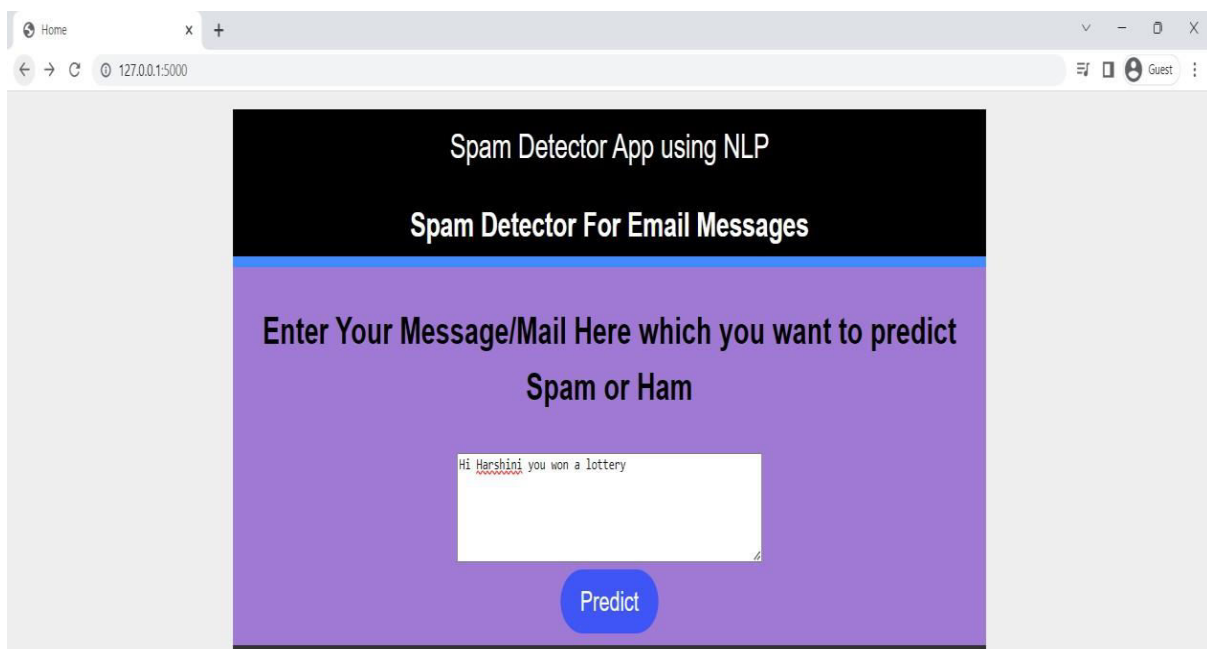 Home
127.0.0.1:5000
Guest
Spam Detector App using NLP
Spam Detector For Email Messages
Enter Your Message/Mail Here which you want to predict
Spam or Ham
Hi Harshini you won a lottery
Predict